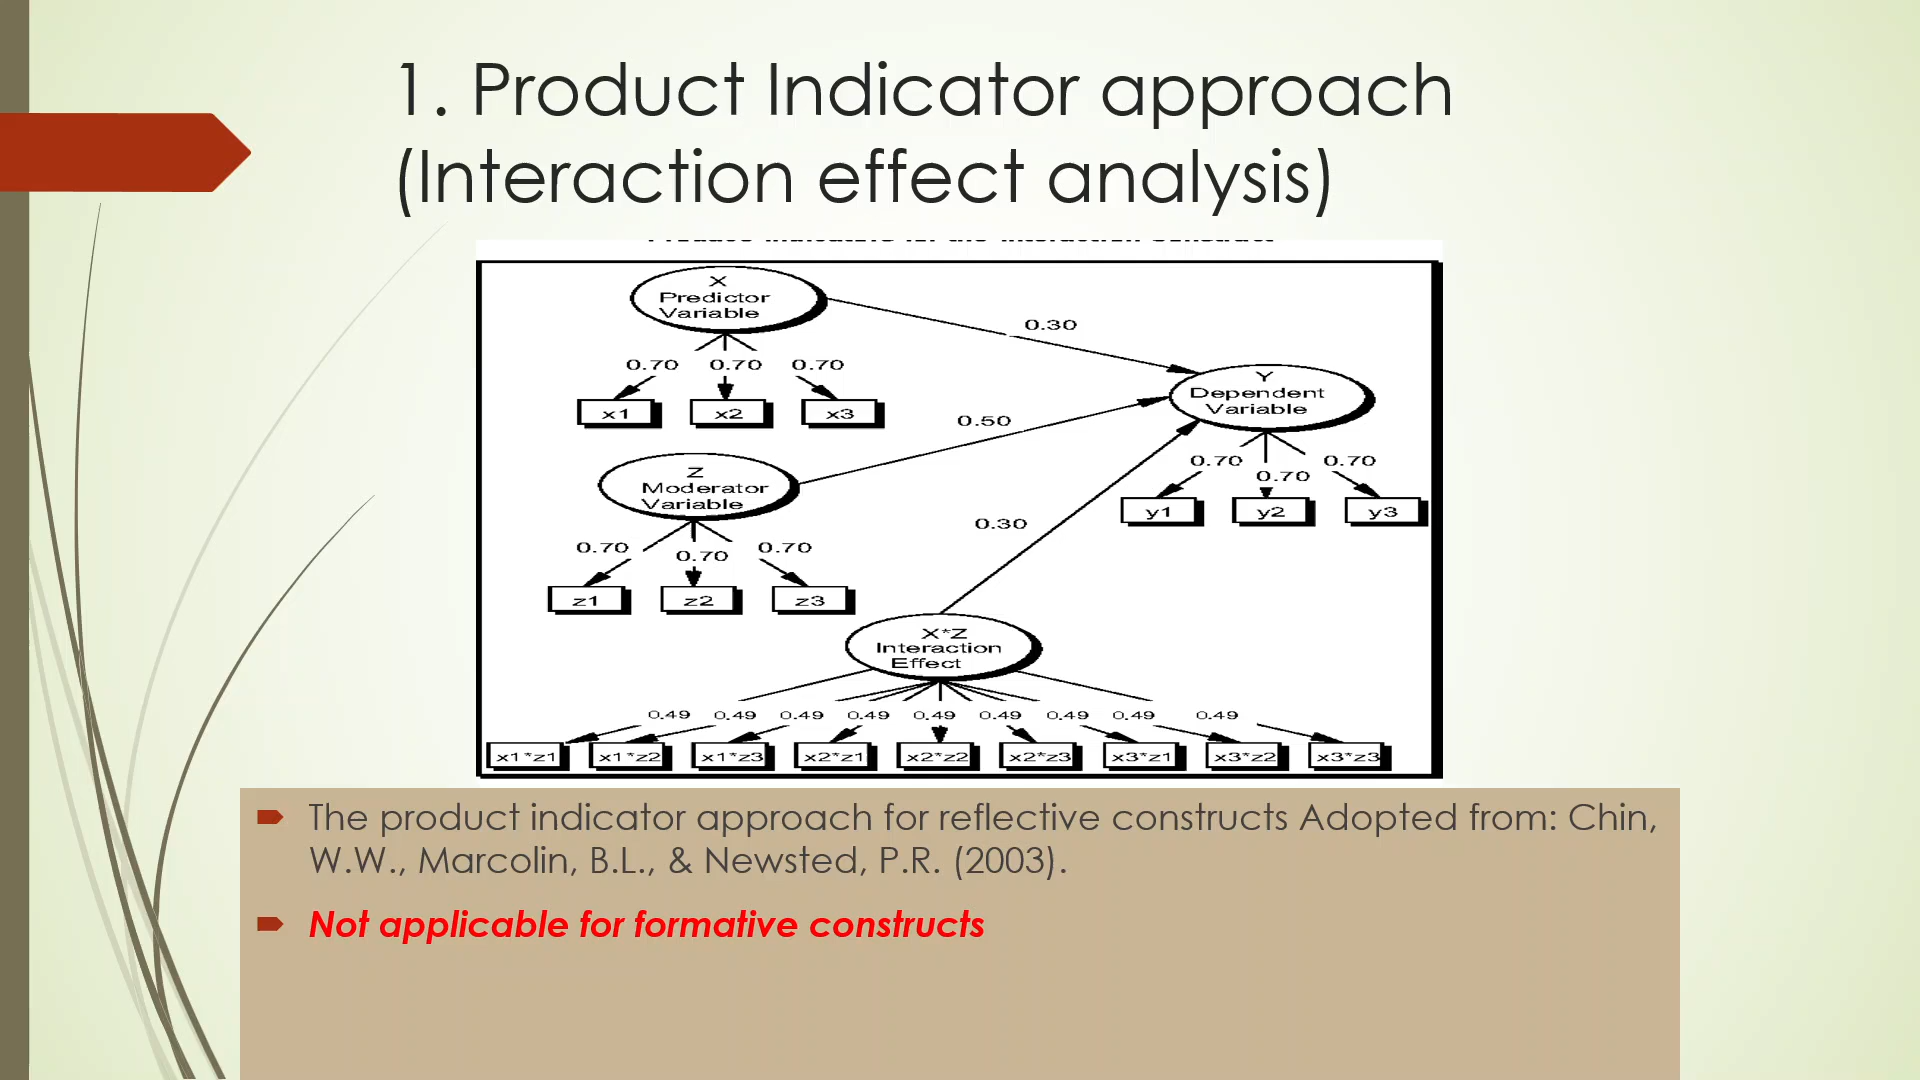 1. Product Indicator approach
(Interaction effect analysis)
X
Predictor
Variable
0.30
0.70 0.70 0.70
x1 x2 x3
Y
Dependent
Variable
0.50
0.70 0.70 0.70
y1 y2 y3
Z
Moderator
Variable
0.30
0.70 0.70 0.70
z1 z2 z3
X*Z
Interaction
Effect
0.49 0.49 0.49 0.49 0.49 0.49 0.49 0.49 0.49
x1*z1 x1*z2 x1*z3 x2*z1 x2*z2 x2*z3 x3*z1 x3*z2 x3*z3
The product indicator approach for reflective constructs Adopted from: Chin,
W.W., Marcolin, B.L., & Newsted, P.R. (2003).
Not applicable for formative constructs